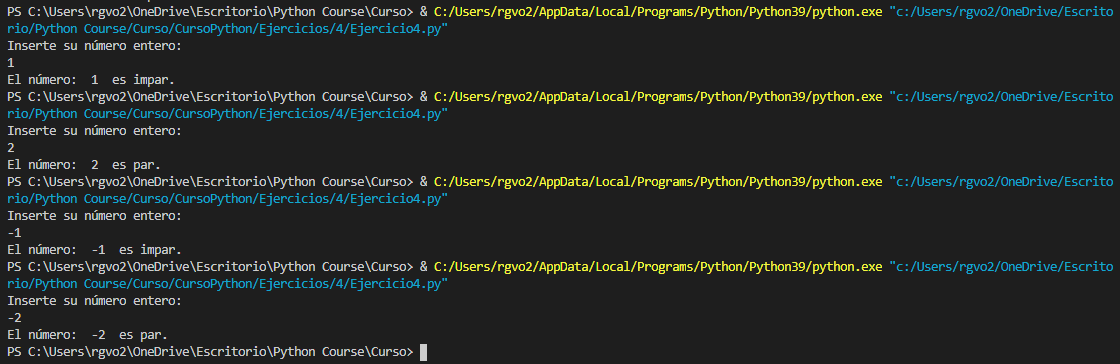 PS C:\Users\rgvo2\OneDrive\Escritorio\Python Course\Curso> & C:/Users/rgvo2/AppData/Local/Programs/Python/Python39/python.exe "c:/Users/rgvo2/OneDrive/Escrito
rio/Python Course/Curso/CursoPython/Ejercicios/4/Ejercicio4.py"
Inserte su número entero:
1
El número:  1  es impar.
PS C:\Users\rgvo2\OneDrive\Escritorio\Python Course\Curso> & C:/Users/rgvo2/AppData/Local/Programs/Python/Python39/python.exe "c:/Users/rgvo2/OneDrive/Escrito
rio/Python Course/Curso/CursoPython/Ejercicios/4/Ejercicio4.py"
Inserte su número entero:
2
El número:  2  es par.
PS C:\Users\rgvo2\OneDrive\Escritorio\Python Course\Curso> & C:/Users/rgvo2/AppData/Local/Programs/Python/Python39/python.exe "c:/Users/rgvo2/OneDrive/Escrito
rio/Python Course/Curso/CursoPython/Ejercicios/4/Ejercicio4.py"
Inserte su número entero:
-1
El número:  -1  es impar.
PS C:\Users\rgvo2\OneDrive\Escritorio\Python Course\Curso> & C:/Users/rgvo2/AppData/Local/Programs/Python/Python39/python.exe "c:/Users/rgvo2/OneDrive/Escrito
rio/Python Course/Curso/CursoPython/Ejercicios/4/Ejercicio4.py"
Inserte su número entero:
-2
El número:  -2  es par.
PS C:\Users\rgvo2\OneDrive\Escritorio\Python Course\Curso>